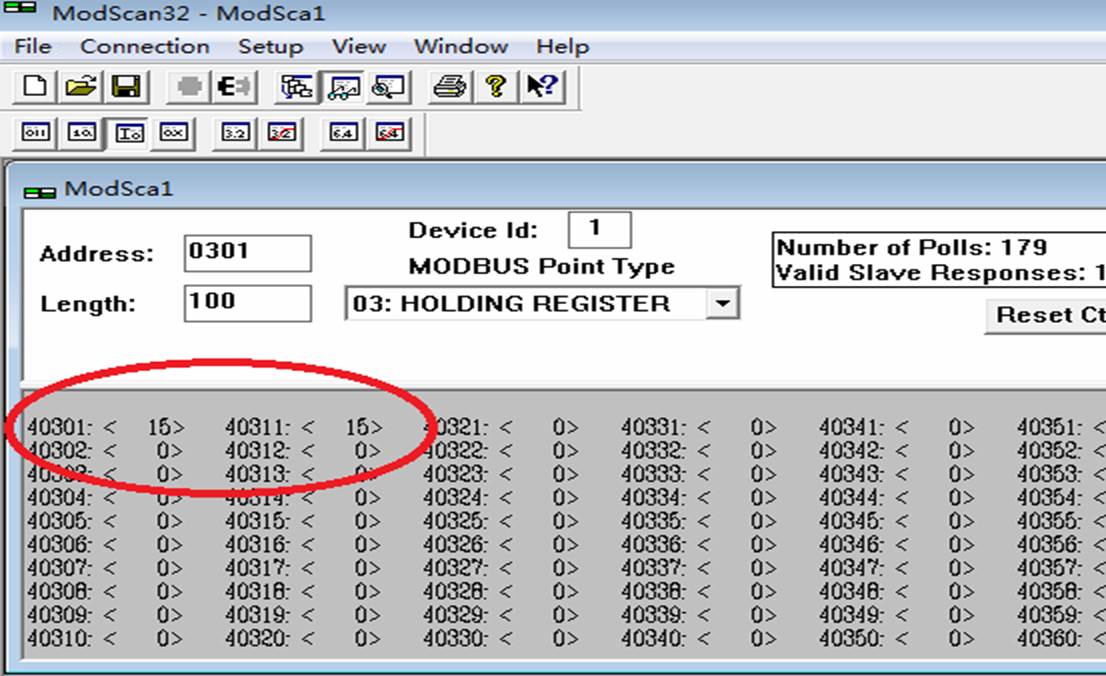 ModScan32 - ModSca1
File Connection Setup View Window Help
ModSca1
Device Id: 1
Address: 0301
MODBUS Point Type
Length: 100
03: HOLDING REGISTER
Number of Polls: 179
Valid Slave Responses: 1
Reset Ct
40301: < 15> 40311: < 15> 40321: < 0> 40331: < 0> 40341: < 0> 40351: <
40302: < 0> 40312: < 0> 40322: < 0> 40332: < 0> 40342: < 0> 40352: <
40303: < 0> 40313: < 0> 40323: < 0> 40333: < 0> 40343: < 0> 40353: <
40304: < 0> 40314: < 0> 40324: < 0> 40334: < 0> 40344: < 0> 40354: <
40305: < 0> 40315: < 0> 40325: < 0> 40335: < 0> 40345: < 0> 40355: <
40306: < 0> 40316: < 0> 40326: < 0> 40336: < 0> 40346: < 0> 40356: <
40307: < 0> 40317: < 0> 40327: < 0> 40337: < 0> 40347: < 0> 40357: <
40308: < 0> 40318: < 0> 40328: < 0> 40338: < 0> 40348: < 0> 40358: <
40309: < 0> 40319: < 0> 40329: < 0> 40339: < 0> 40349: < 0> 40359: <
40310: < 0> 40320: < 0> 40330: < 0> 40340: < 0> 40350: < 0> 40360: <